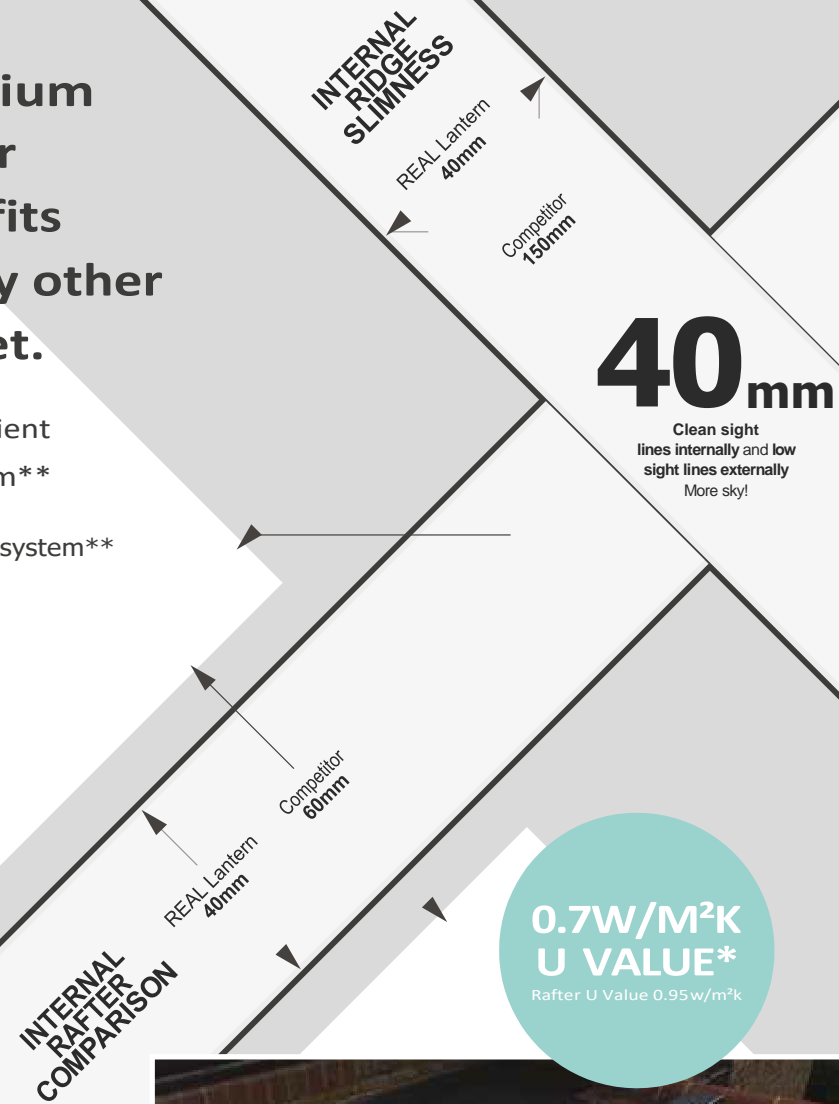 ium
r
fits
y other
et.
ient
m**
system**
INTERNAL
RIDGE
SLIMNESS
REAL Lantern
40mm
Competitor
150mm
40mm
Clean sight
lines internally and low
sight lines externally
More sky!
Competitor
60mm
REAL Lantern
40mm
INTERNAL
RAFTER
COMPARISON
0.7W/M²K
U VALUE*
Rafter U Value 0.95w/m²k